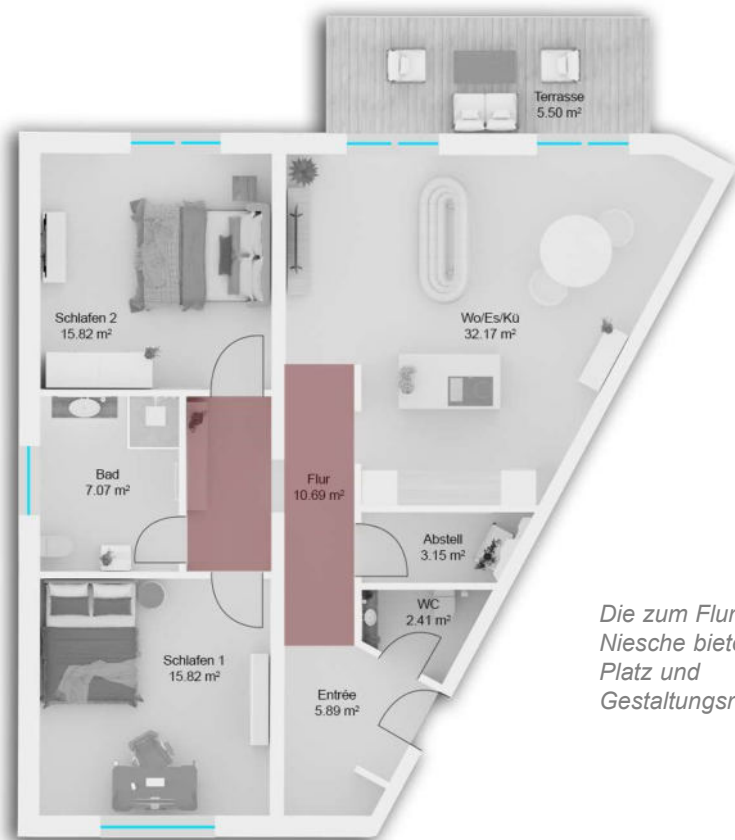 Terrasse
5.50 m²
Schlafen 2
15.82 m²
Wo/Es/Kü
32.17 m²
Bad
7.07 m²
Flur
10.69 m²
Abstell
3.15 m²
WC
2.41 m²
Schlafen 1
15.82 m²
Entrée
5.89 m²
Die zum Flur
Niesche biete
Platz und